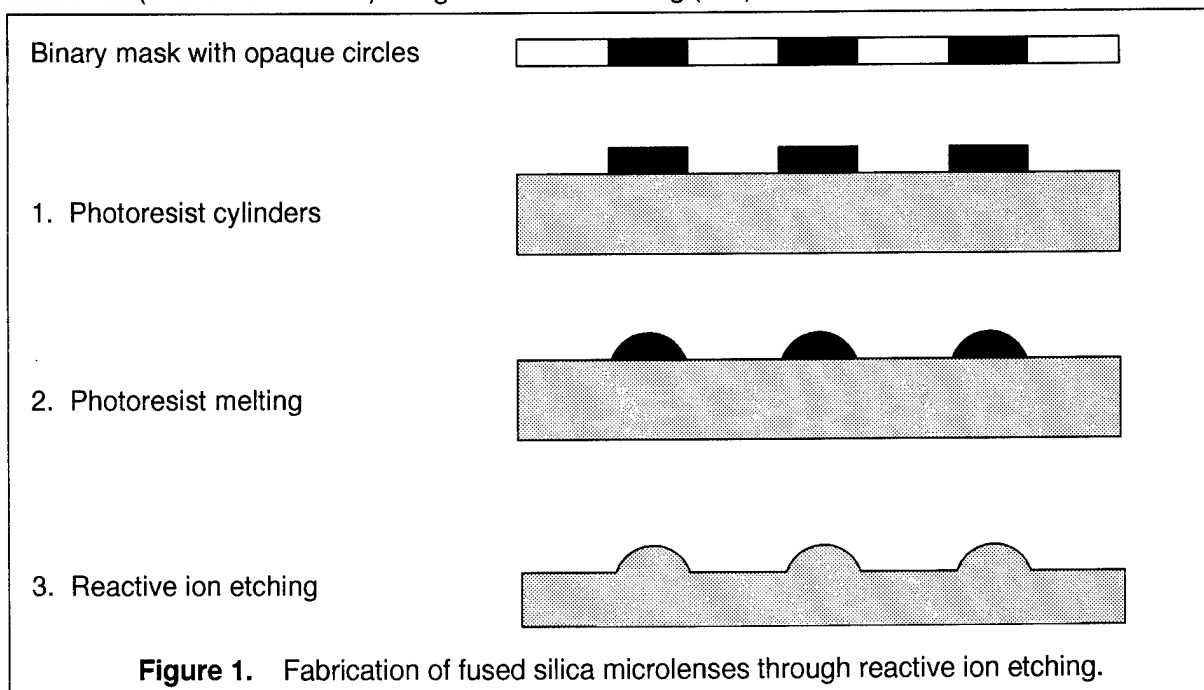 Binary mask with opaque circles
1. Photoresist cylinders
2. Photoresist melting
3. Reactive ion etching
Figure 1. Fabrication of fused silica microlenses through reactive ion etching.